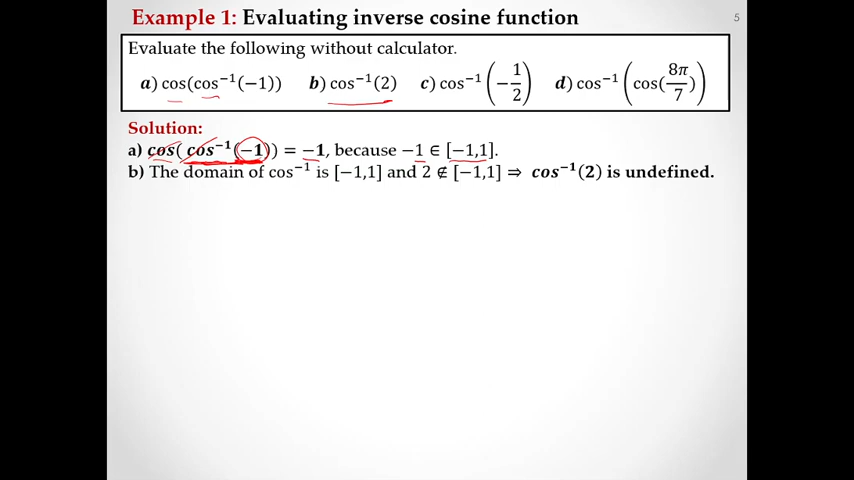 Example 1: Evaluating inverse cosine function
5
Evaluate the following without calculator.
a) cos(cos⁻¹(−1)) b) cos⁻¹(2) c) cos⁻¹(−1/2) d) cos⁻¹(cos(8π/7))
Solution:
a) cos(cos⁻¹(−1)) = −1, because −1 ∈ [−1,1].
b) The domain of cos⁻¹ is [−1,1] and 2 ∉ [−1,1] ⇒ cos⁻¹(2) is undefined.